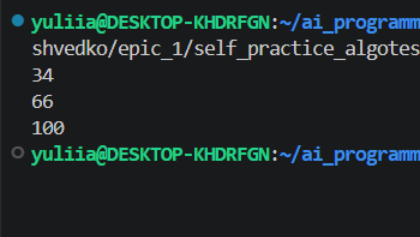 yuliia@DESKTOP-KHDRFGN:~/ai_programm
shvedko/epic_1/self_practice_algotes
34
66
100
yuliia@DESKTOP-KHDRFGN:~/ai_programm